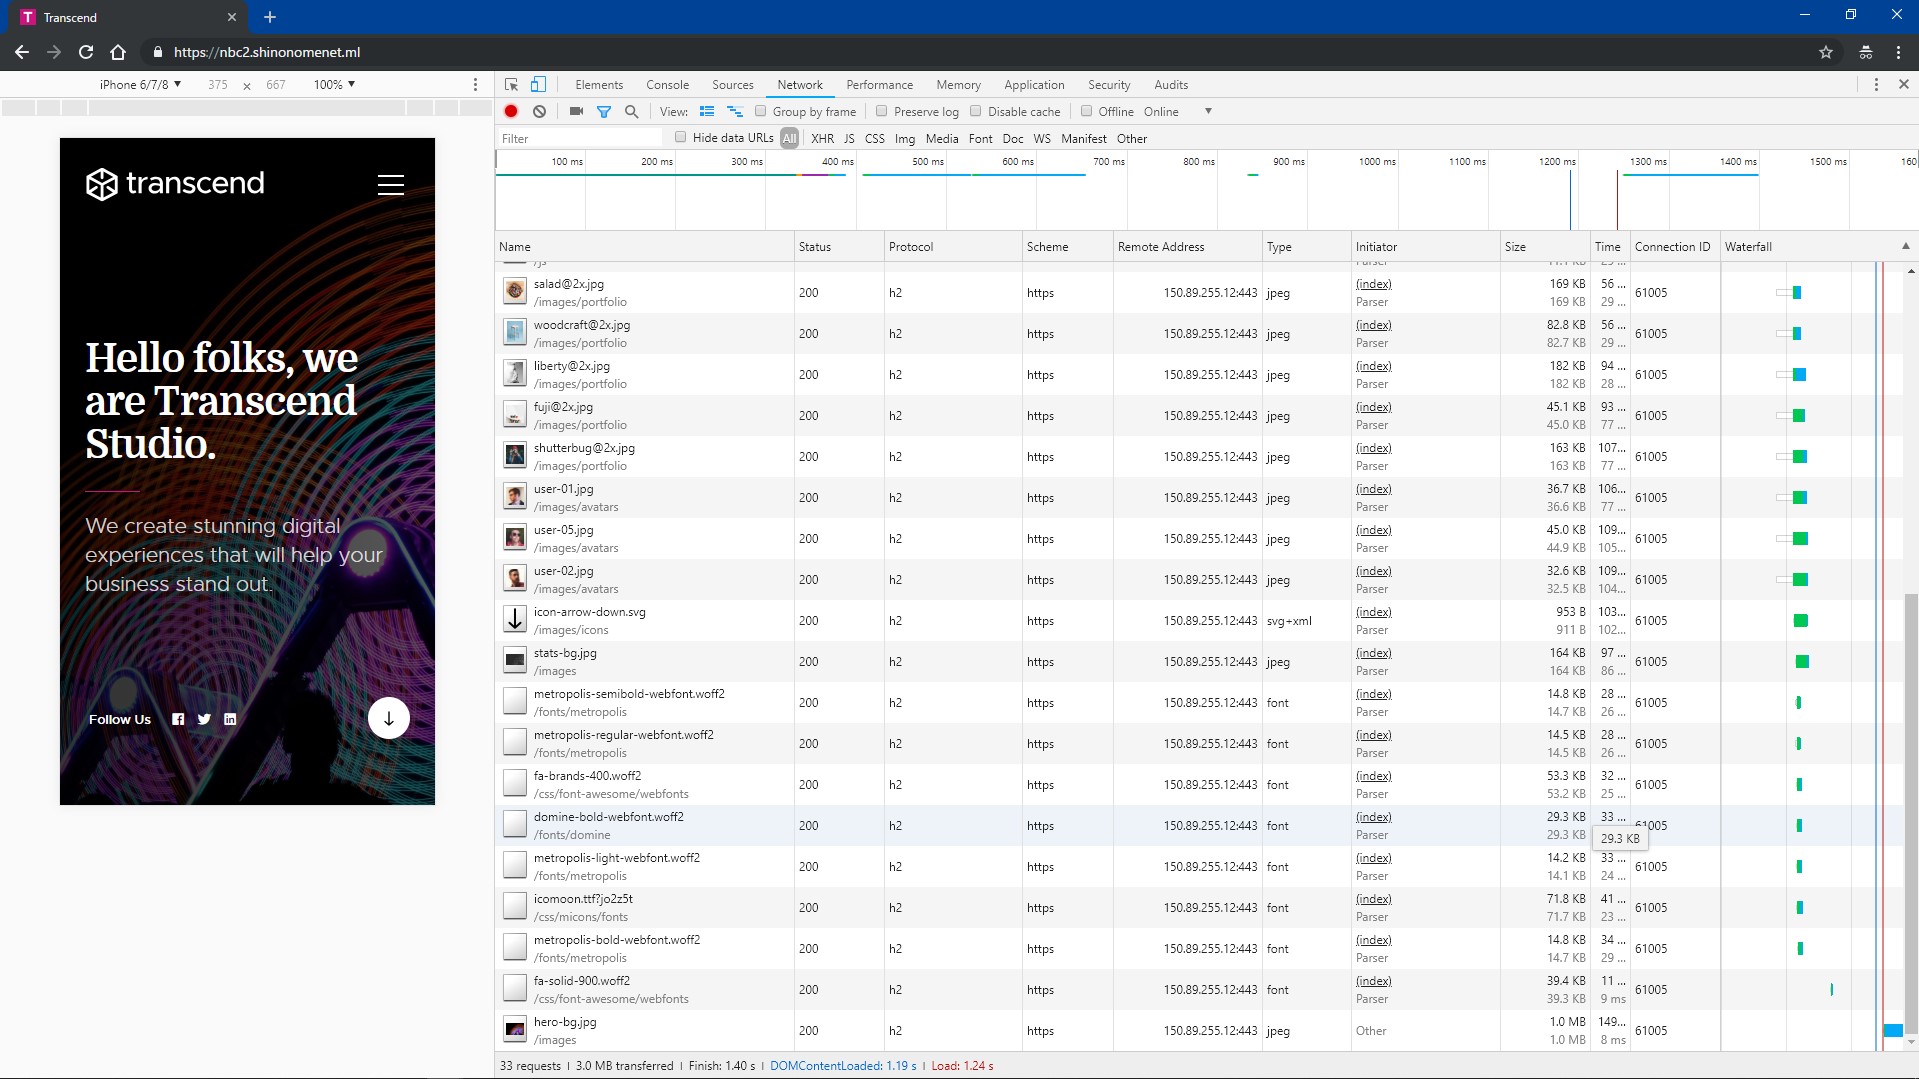 T Transcend
https://nbc2.shinonomenet.ml
iPhone 6/7/8 ▼ 375 × 667 100% ▼
Elements Console Sources Network Performance Memory Application Security Audits
View: Group by frame Preserve log Disable cache Offline Online ▼
Filter Hide data URLs All XHR JS CSS Img Media Font Doc WS Manifest Other
100 ms 200 ms 300 ms 400 ms 500 ms 600 ms 700 ms 800 ms 900 ms 1000 ms 1100 ms 1200 ms 1300 ms 1400 ms 1500 ms 160
transcend
Hello folks, we
are Transcend
Studio.
We create stunning digital
experiences that will help your
business stand out.
Follow Us
Name Status Protocol Scheme Remote Address Type Initiator Size Time Connection ID Waterfall
salad@2x.jpg (index) 169 KB 56 ...
200 h2 https 150.89.255.12:443 jpeg 61005
/images/portfolio Parser 169 KB 29 ...
woodcraft@2x.jpg (index) 82.8 KB 56 ...
200 h2 https 150.89.255.12:443 jpeg 61005
/images/portfolio Parser 82.7 KB 29 ...
liberty@2x.jpg (index) 182 KB 94 ...
200 h2 https 150.89.255.12:443 jpeg 61005
/images/portfolio Parser 182 KB 28 ...
fuji@2x.jpg (index) 45.1 KB 93 ...
200 h2 https 150.89.255.12:443 jpeg 61005
/images/portfolio Parser 45.0 KB 77 ...
shutterbug@2x.jpg (index) 163 KB 107...
200 h2 https 150.89.255.12:443 jpeg 61005
/images/portfolio Parser 163 KB 77 ...
user-01.jpg (index) 36.7 KB 106...
200 h2 https 150.89.255.12:443 jpeg 61005
/images/avatars Parser 36.6 KB 77 ...
user-05.jpg (index) 45.0 KB 109...
200 h2 https 150.89.255.12:443 jpeg 61005
/images/avatars Parser 44.9 KB 105...
user-02.jpg (index) 32.6 KB 109...
200 h2 https 150.89.255.12:443 jpeg 61005
/images/avatars Parser 32.5 KB 104...
icon-arrow-down.svg (index) 953 B 103...
200 h2 https 150.89.255.12:443 svg+xml 61005
/images/icons Parser 911 B 102...
stats-bg.jpg (index) 164 KB 97 ...
200 h2 https 150.89.255.12:443 jpeg 61005
/images Parser 164 KB 86 ...
metropolis-semibold-webfont.woff2 (index) 14.8 KB 28 ...
200 h2 https 150.89.255.12:443 font 61005
/fonts/metropolis Parser 14.7 KB 26 ...
metropolis-regular-webfont.woff2 (index) 14.5 KB 28 ...
200 h2 https 150.89.255.12:443 font 61005
/fonts/metropolis Parser 14.5 KB 26 ...
fa-brands-400.woff2 (index) 53.3 KB 32 ...
200 h2 https 150.89.255.12:443 font 61005
/css/font-awesome/webfonts Parser 53.2 KB 25 ...
domine-bold-webfont.woff2 (index) 29.3 KB 33 ...
200 h2 https 150.89.255.12:443 font 61005
/fonts/domine Parser 29.3 KB 29.3 KB
metropolis-light-webfont.woff2 (index) 14.2 KB 33 ...
200 h2 https 150.89.255.12:443 font 61005
/fonts/metropolis Parser 14.1 KB 24 ...
icomoon.ttf?jo2z5t (index) 71.8 KB 41 ...
200 h2 https 150.89.255.12:443 font 61005
/css/micons/fonts Parser 71.7 KB 23 ...
metropolis-bold-webfont.woff2 (index) 14.8 KB 34 ...
200 h2 https 150.89.255.12:443 font 61005
/fonts/metropolis Parser 14.7 KB 29 ...
fa-solid-900.woff2 (index) 39.4 KB 11 ...
200 h2 https 150.89.255.12:443 font 61005
/css/font-awesome/webfonts Parser 39.3 KB 9 ms
hero-bg.jpg 1.0 MB 149...
200 h2 https 150.89.255.12:443 jpeg Other 61005
/images 1.0 MB 8 ms
33 requests | 3.0 MB transferred | Finish: 1.40 s | DOMContentLoaded: 1.19 s | Load: 1.24 s